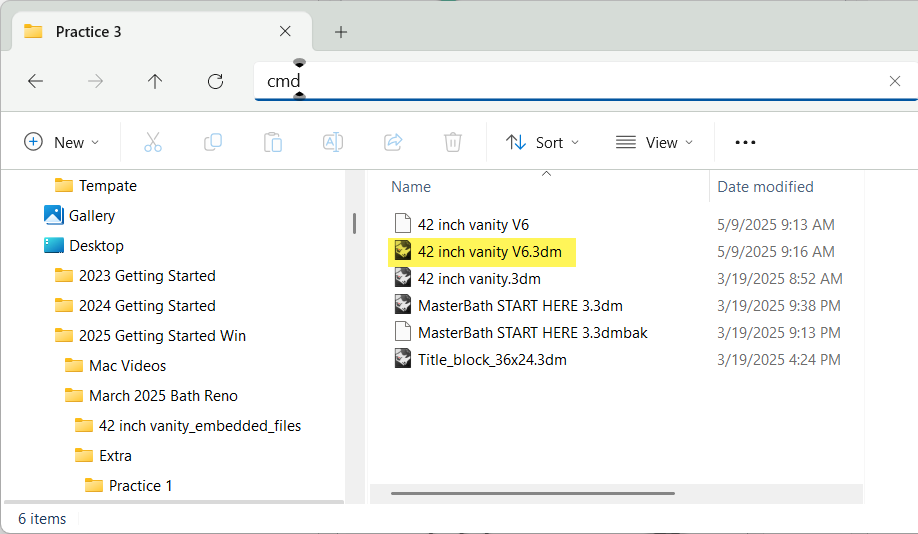 Practice 3
cmd
New
Sort
View
Tempate
Gallery
Desktop
2023 Getting Started
2024 Getting Started
2025 Getting Started Win
Mac Videos
March 2025 Bath Reno
42 inch vanity_embedded_files
Extra
Practice 1
Name Date modified
42 inch vanity V6 5/9/2025 9:13 AM
42 inch vanity V6.3dm 5/9/2025 9:16 AM
42 inch vanity.3dm 3/19/2025 8:52 AM
MasterBath START HERE 3.3dm 3/19/2025 9:38 PM
MasterBath START HERE 3.3dmbak 3/19/2025 9:13 PM
Title_block_36x24.3dm 3/19/2025 4:24 PM
6 items